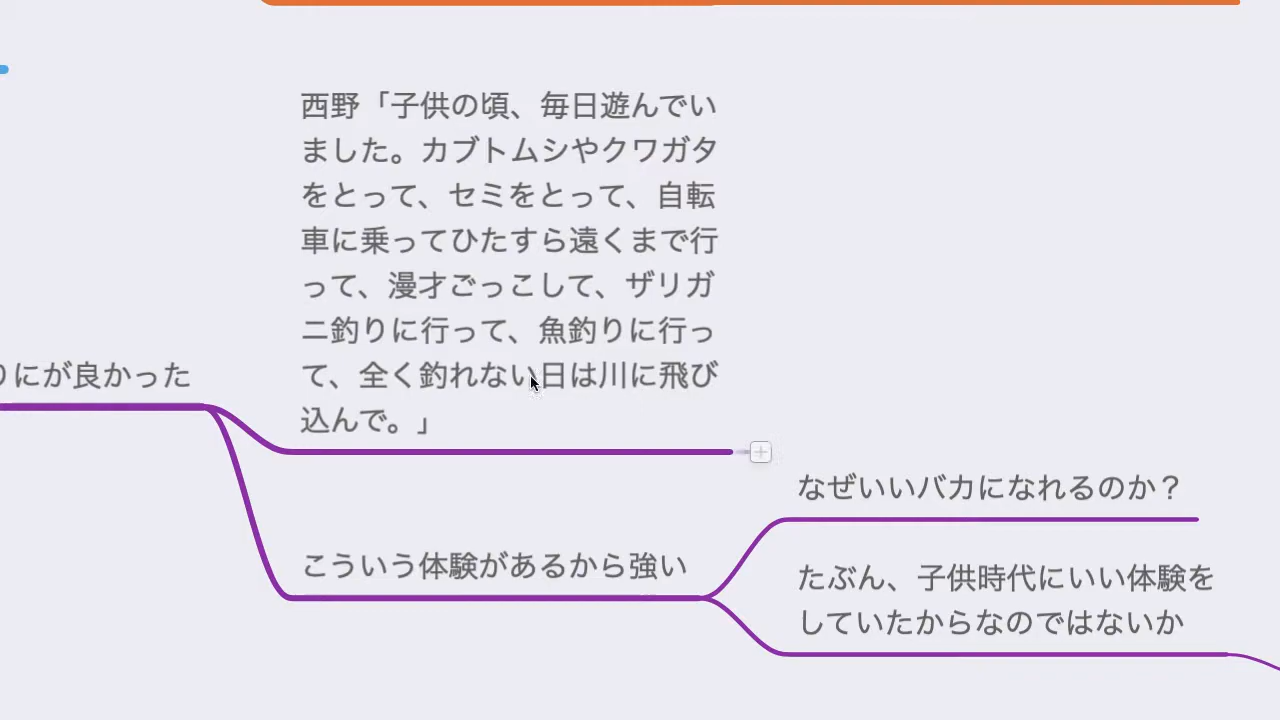 西野「子供の頃、毎日遊んでい
ました。カブトムシやクワガタ
をとって、セミをとって、自転
車に乗ってひたすら遠くまで行
って、漫才ごっこして、ザリガ
ニ釣りに行って、魚釣りに行っ
て、全く釣れない日は川に飛び
込んで。」
りにが良かった
なぜいいバカになれるのか？
こういう体験があるから強い
たぶん、子供時代にいい体験を
していたからなのではないか